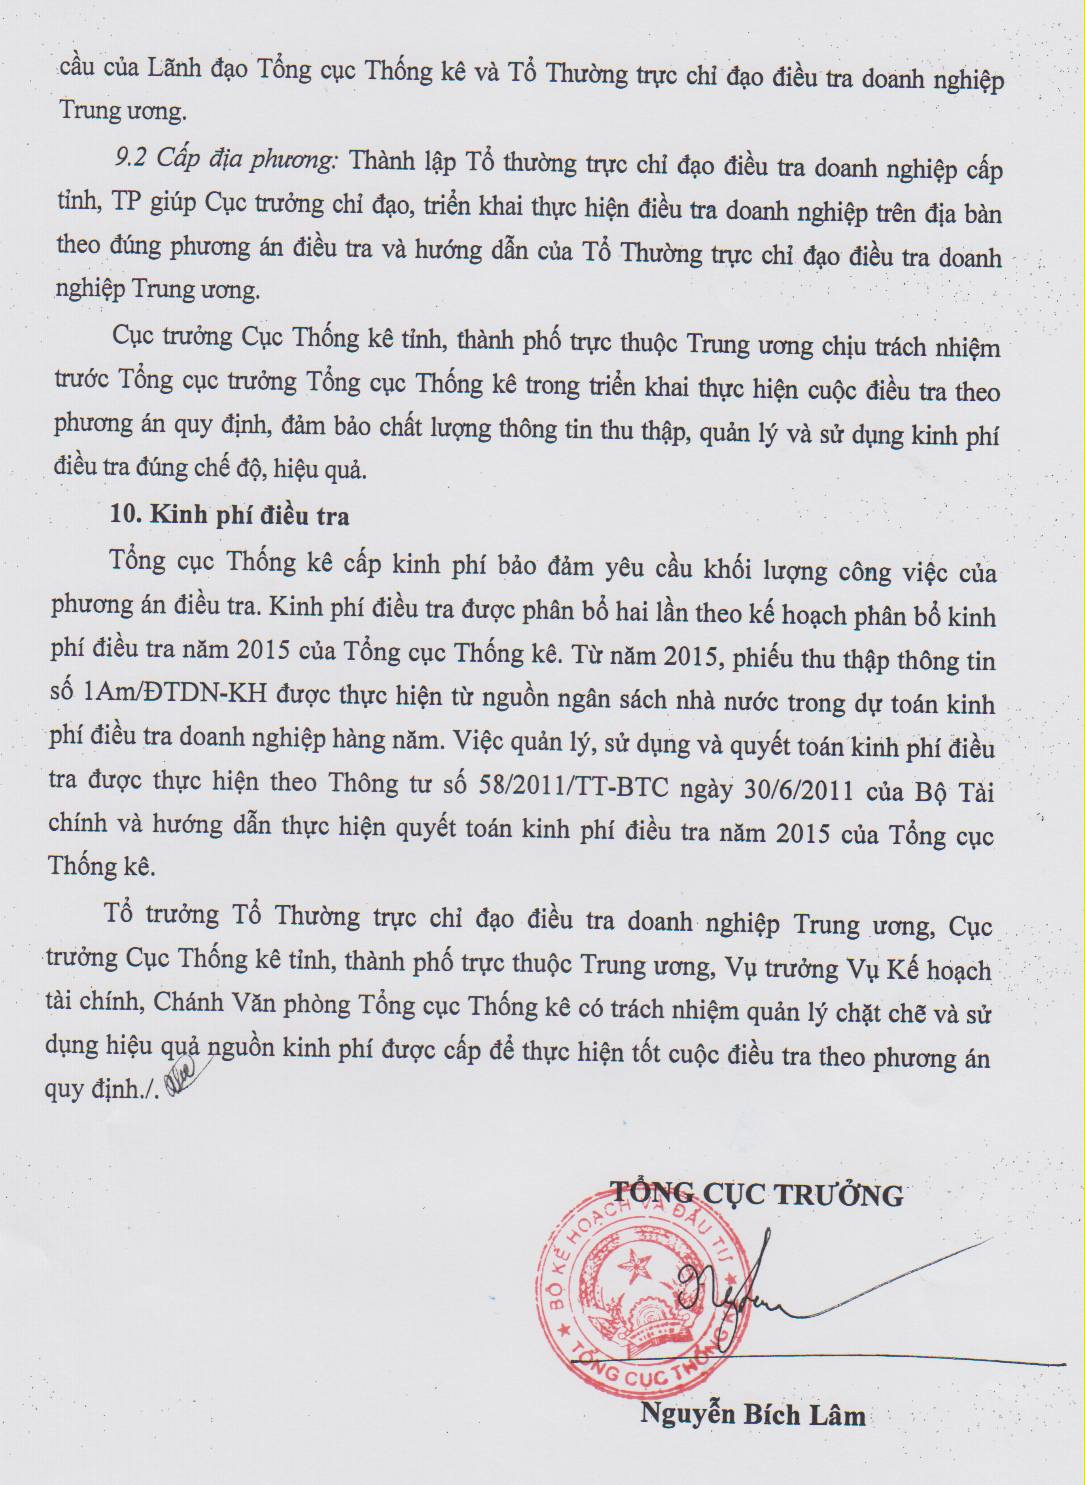 cầu của Lãnh đạo Tổng cục Thống kê và Tổ Thường trực chỉ đạo điều tra doanh nghiệp
Trung ương.
9.2 Cấp địa phương: Thành lập Tổ thường trực chỉ đạo điều tra doanh nghiệp cấp
tỉnh, TP giúp Cục trưởng chỉ đạo, triển khai thực hiện điều tra doanh nghiệp trên địa bàn
theo đúng phương án điều tra và hướng dẫn của Tổ Thường trực chỉ đạo điều tra doanh
nghiệp Trung ương.
Cục trưởng Cục Thống kê tỉnh, thành phố trực thuộc Trung ương chịu trách nhiệm
trước Tổng cục trưởng Tổng cục Thống kê trong triển khai thực hiện cuộc điều tra theo
phương án quy định, đảm bảo chất lượng thông tin thu thập, quản lý và sử dụng kinh phí
điều tra đúng chế độ, hiệu quả.
10. Kinh phí điều tra
Tổng cục Thống kê cấp kinh phí bảo đảm yêu cầu khối lượng công việc của
phương án điều tra. Kinh phí điều tra được phân bổ hai lần theo kế hoạch phân bổ kinh
phí điều tra năm 2015 của Tổng cục Thống kê. Từ năm 2015, phiếu thu thập thông tin
số 1Am/ĐTDN-KH được thực hiện từ nguồn ngân sách nhà nước trong dự toán kinh
phí điều tra doanh nghiệp hàng năm. Việc quản lý, sử dụng và quyết toán kinh phí điều
tra được thực hiện theo Thông tư số 58/2011/TT-BTC ngày 30/6/2011 của Bộ Tài
chính và hướng dẫn thực hiện quyết toán kinh phí điều tra năm 2015 của Tổng cục
Thống kê.
Tổ trưởng Tổ Thường trực chỉ đạo điều tra doanh nghiệp Trung ương, Cục
trưởng Cục Thống kê tỉnh, thành phố trực thuộc Trung ương, Vụ trưởng Vụ Kế hoạch
tài chính, Chánh Văn phòng Tổng cục Thống kê có trách nhiệm quản lý chặt chẽ và sử
dụng hiệu quả nguồn kinh phí được cấp để thực hiện tốt cuộc điều tra theo phương án
quy định./.
TỔNG CỤC TRƯỞNG
BỘ KẾ HOẠCH VÀ ĐẦU TƯ
TỔNG CỤC THỐNG KÊ
Nguyễn Bích Lâm